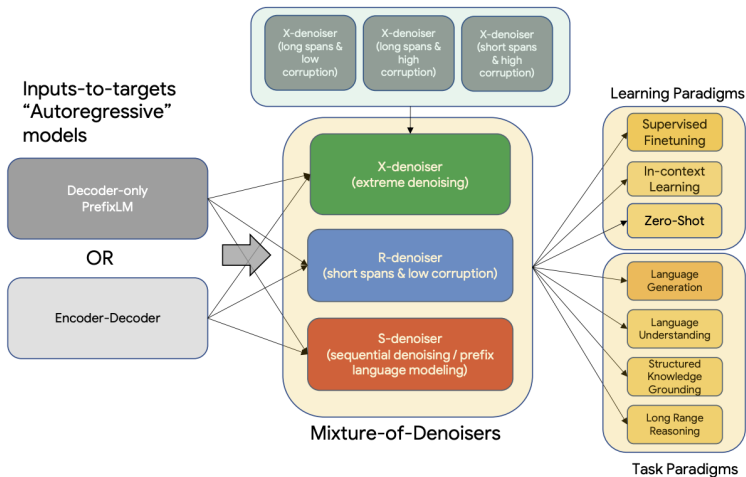 X-denoiser
(long spans &
low
corruption)
X-denoiser
(long spans &
high
corruption)
X-denoiser
(short spans
& high
corruption)
Inputs-to-targets
“Autoregressive”
models
Decoder-only
PrefixLM
OR
Encoder-Decoder
X-denoiser
(extreme denoising)
R-denoiser
(short spans & low corruption)
S-denoiser
(sequential denoising / prefix
language modeling)
Mixture-of-Denoisers
Learning Paradigms
Supervised
Finetuning
In-context
Learning
Zero-Shot
Language
Generation
Language
Understanding
Structured
Knowledge
Grounding
Long Range
Reasoning
Task Paradigms